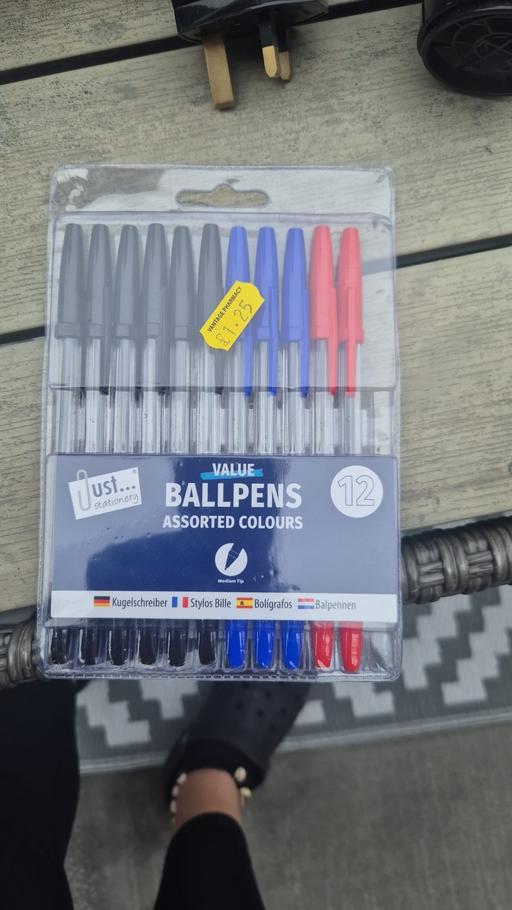 VANTAGE PHARMACY
£1.25
Just...
stationery
VALUE
BALLPENS
ASSORTED COLOURS
12
Medium Tip
Kugelschreiber Stylos Bille Bolígrafos Balpennen